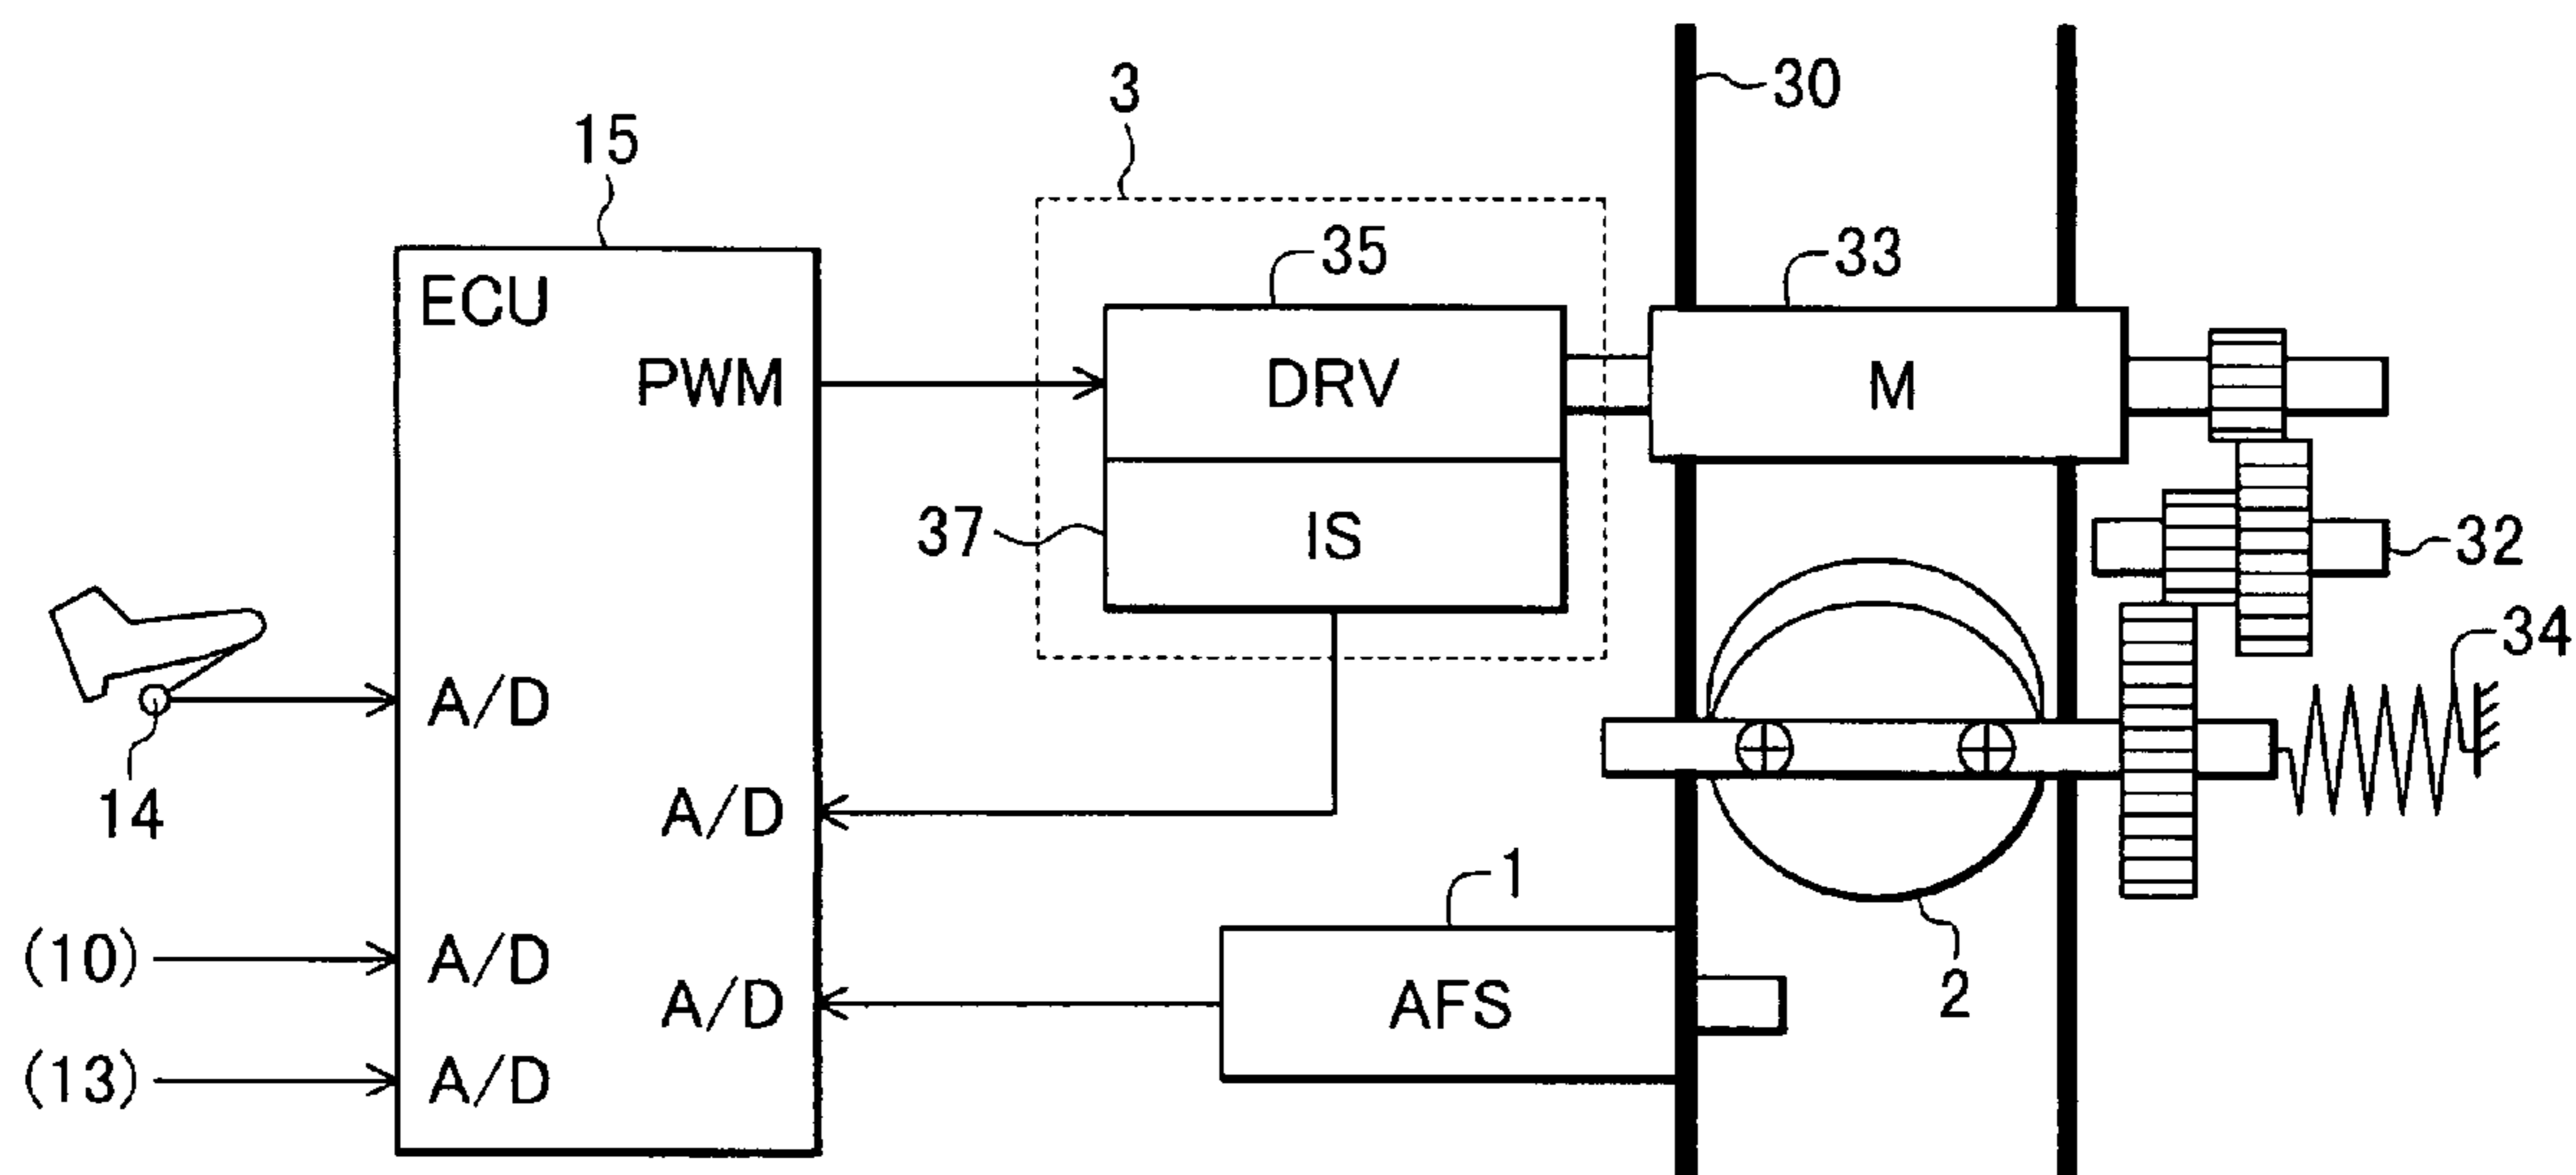 30
3
15
35
33
ECU
PWM
DRV
M
37
IS
32
34
A/D
14
A/D
1
(10)
A/D
A/D
AFS
2
(13)
A/D